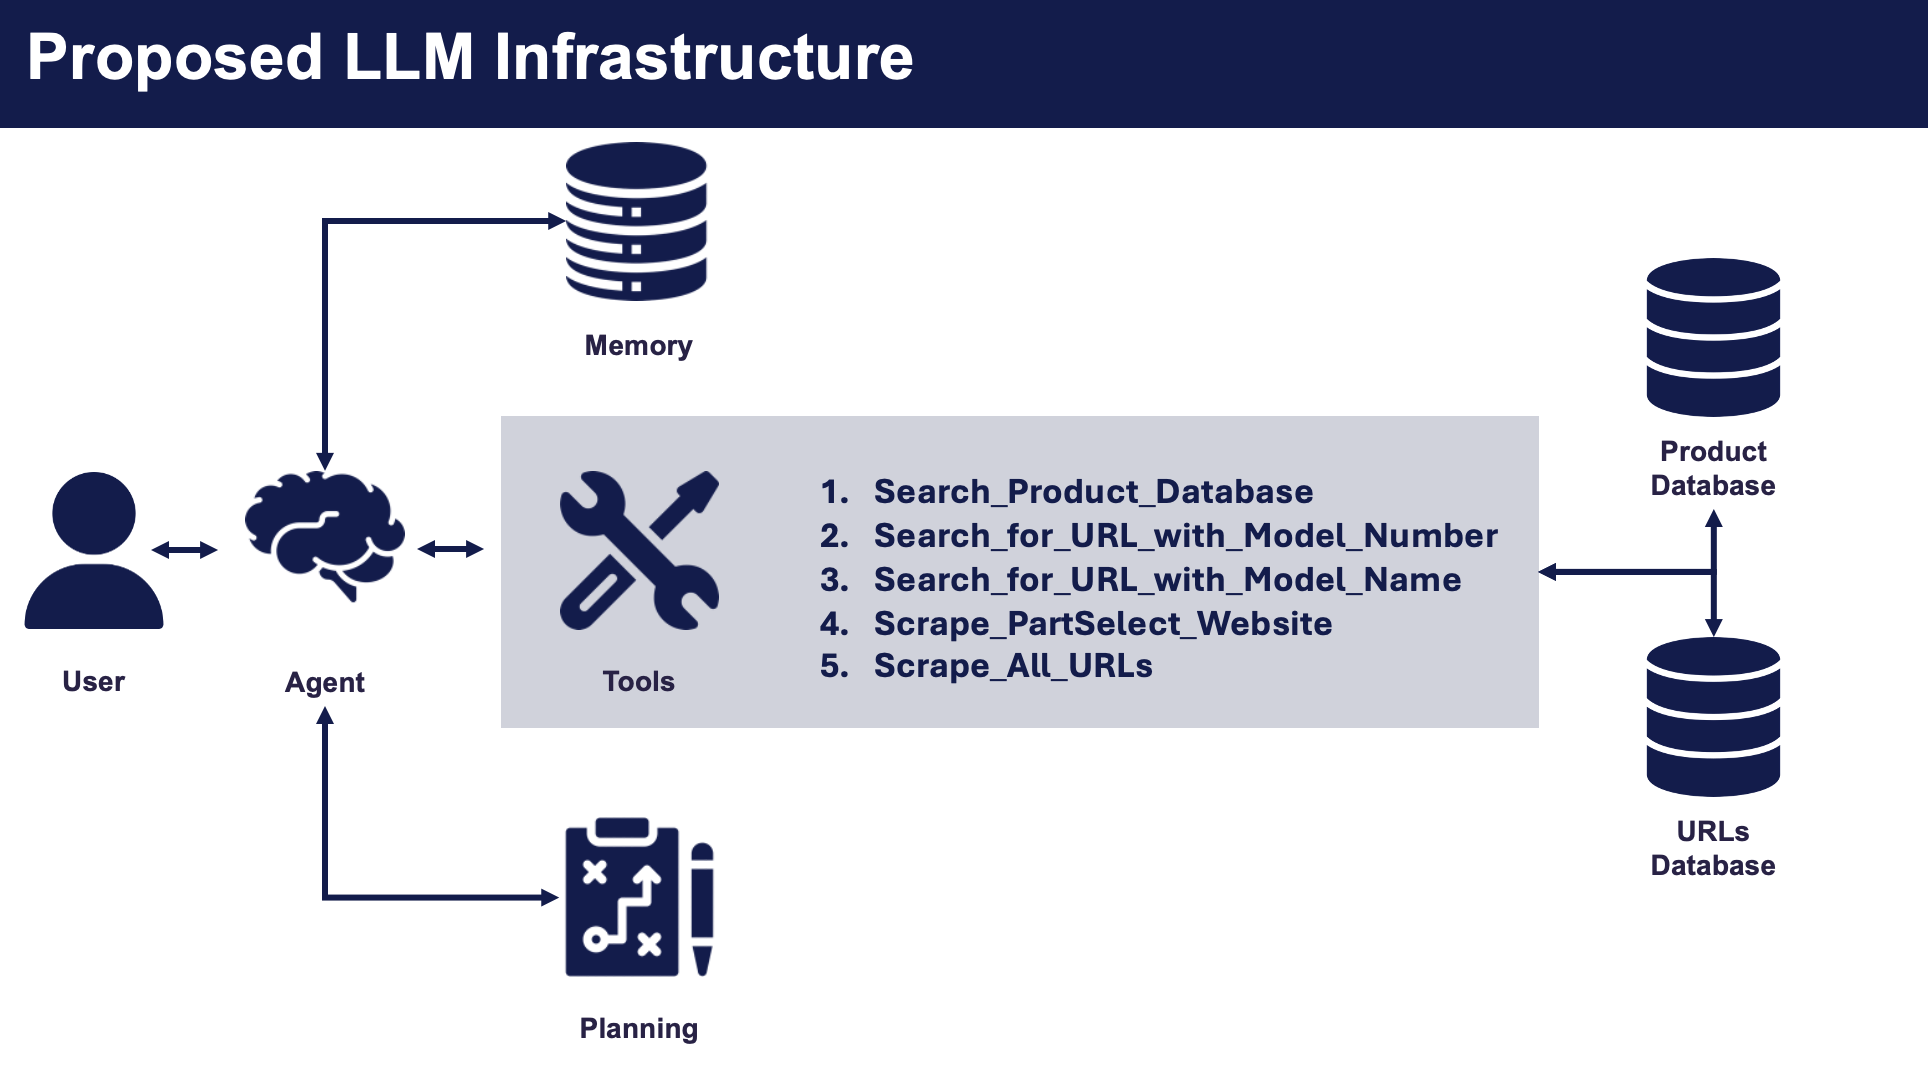 Proposed LLM Infrastructure
Memory
Product
Database
1. Search_Product_Database
2. Search_for_URL_with_Model_Number
3. Search_for_URL_with_Model_Name
4. Scrape_PartSelect_Website
5. Scrape_All_URLs
User
Agent
Tools
URLs
Database
Planning